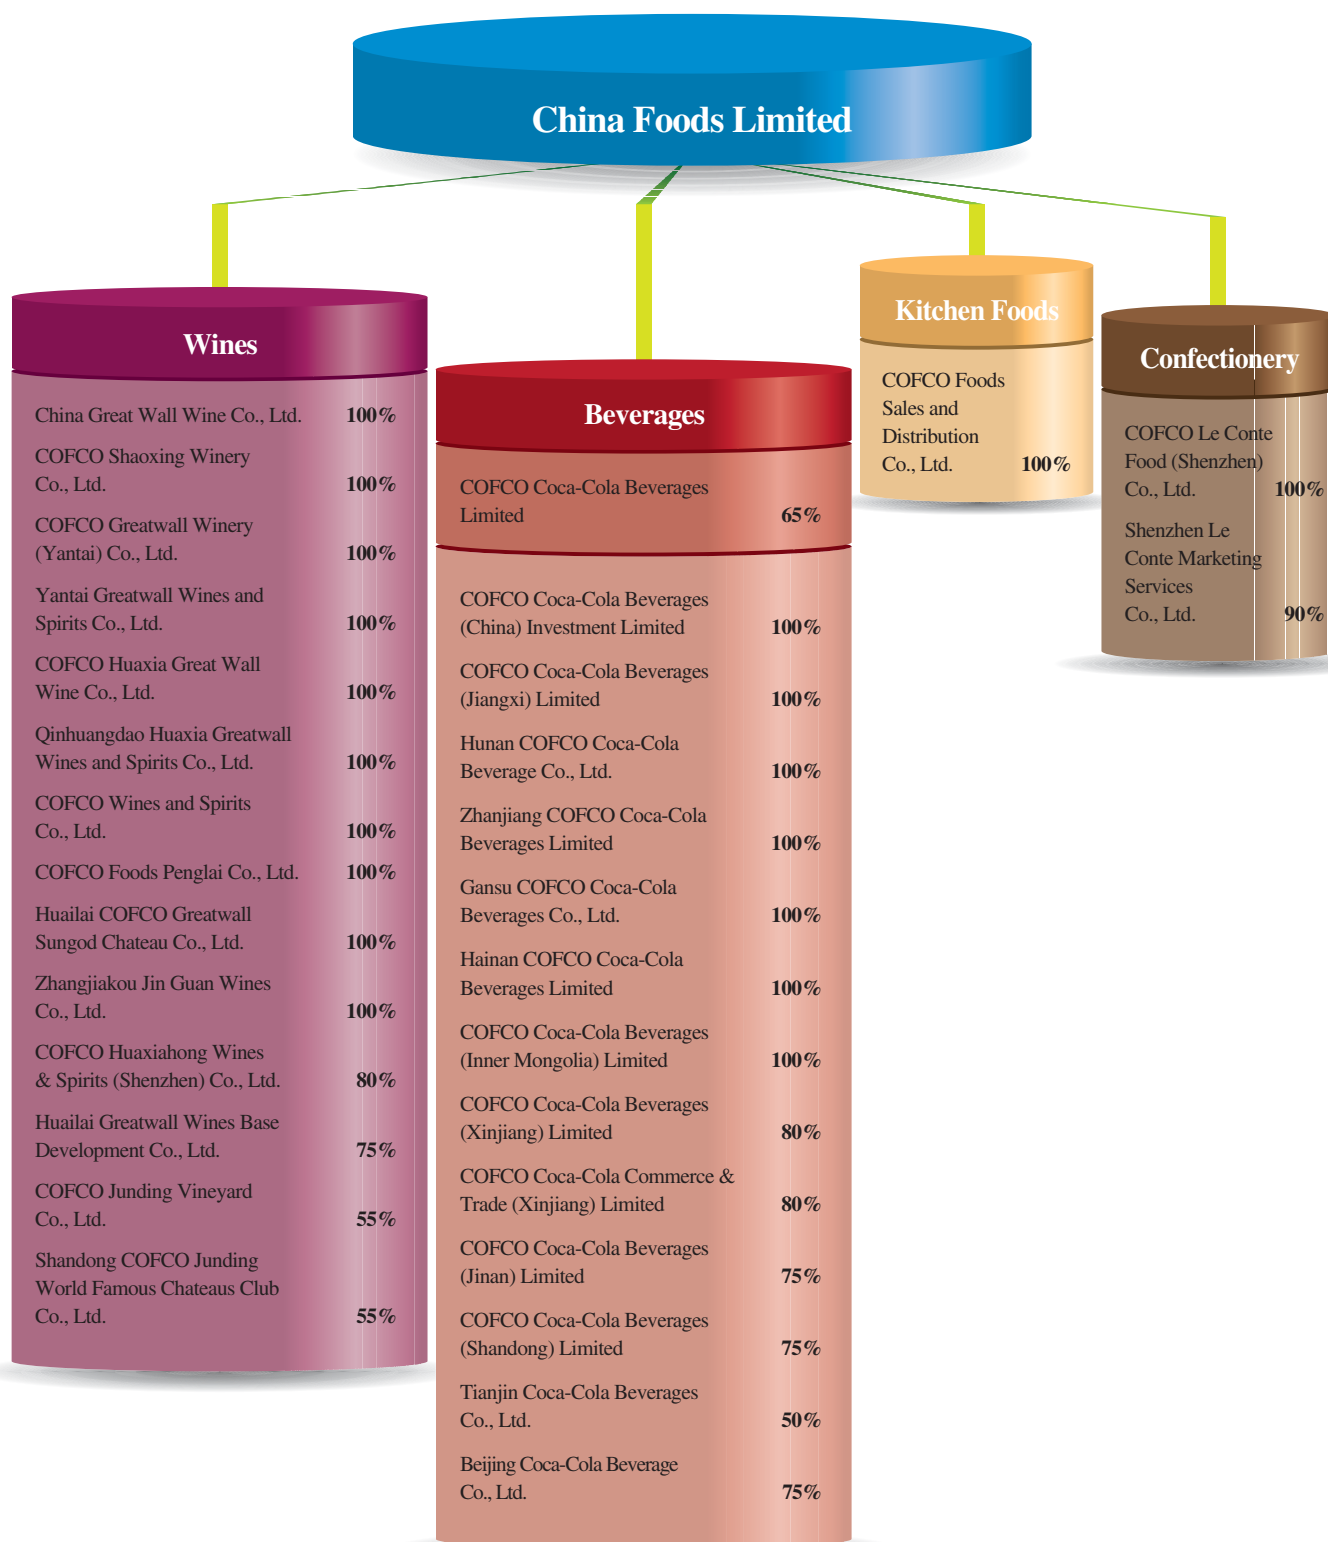 China Foods Limited
Wines
China Great Wall Wine Co., Ltd. 100%
COFCO Shaoxing Winery
Co., Ltd. 100%
COFCO Greatwall Winery
(Yantai) Co., Ltd. 100%
Yantai Greatwall Wines and
Spirits Co., Ltd. 100%
COFCO Huaxia Great Wall
Wine Co., Ltd. 100%
Qinhuangdao Huaxia Greatwall
Wines and Spirits Co., Ltd. 100%
COFCO Wines and Spirits
Co., Ltd. 100%
COFCO Foods Penglai Co., Ltd. 100%
Huailai COFCO Greatwall
Sungod Chateau Co., Ltd. 100%
Zhangjiakou Jin Guan Wines
Co., Ltd. 100%
COFCO Huaxiahong Wines
& Spirits (Shenzhen) Co., Ltd. 80%
Huailai Greatwall Wines Base
Development Co., Ltd. 75%
COFCO Junding Vineyard
Co., Ltd. 55%
Shandong COFCO Junding
World Famous Chateaus Club
Co., Ltd. 55%
Beverages
COFCO Coca-Cola Beverages
Limited 65%
COFCO Coca-Cola Beverages
(China) Investment Limited 100%
COFCO Coca-Cola Beverages
(Jiangxi) Limited 100%
Hunan COFCO Coca-Cola
Beverage Co., Ltd. 100%
Zhanjiang COFCO Coca-Cola
Beverages Limited 100%
Gansu COFCO Coca-Cola
Beverages Co., Ltd. 100%
Hainan COFCO Coca-Cola
Beverages Limited 100%
COFCO Coca-Cola Beverages
(Inner Mongolia) Limited 100%
COFCO Coca-Cola Beverages
(Xinjiang) Limited 80%
COFCO Coca-Cola Commerce &
Trade (Xinjiang) Limited 80%
COFCO Coca-Cola Beverages
(Jinan) Limited 75%
COFCO Coca-Cola Beverages
(Shandong) Limited 75%
Tianjin Coca-Cola Beverages
Co., Ltd. 50%
Beijing Coca-Cola Beverage
Co., Ltd. 75%
Kitchen Foods
COFCO Foods
Sales and
Distribution
Co., Ltd. 100%
Confectionery
COFCO Le Conte
Food (Shenzhen)
Co., Ltd. 100%
Shenzhen Le
Conte Marketing
Services
Co., Ltd. 90%